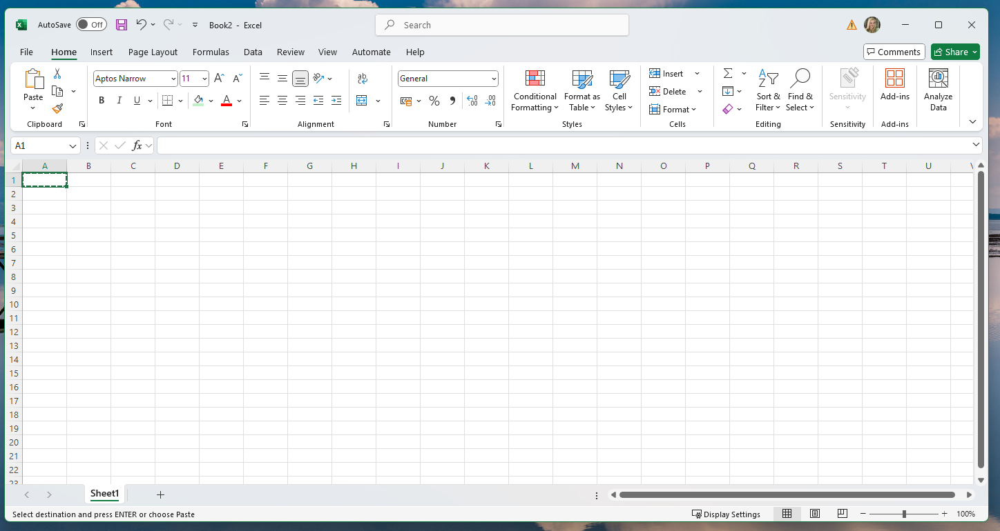 AutoSave Off Book2 - Excel Search
File Home Insert Page Layout Formulas Data Review View Automate Help Comments Share
Paste
Clipboard
Aptos Narrow 11
B I U
Font
ab
Alignment
General
% 9
Number
Conditional Formatting
Format as Table
Cell Styles
Styles
Insert
Delete
Format
Cells
Sort & Filter
Find & Select
Editing
Sensitivity
Sensitivity
Add-ins
Add-ins
Analyze Data
A1 fx
A B C D E F G H I J K L M N O P Q R S T U
1
2
3
4
5
6
7
8
9
10
11
12
13
14
15
16
17
18
19
20
21
22
23
Sheet1
Select destination and press ENTER or choose Paste Display Settings 100%